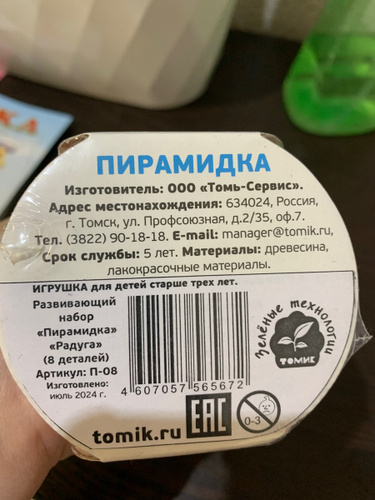 КА
ПИРАМИДКА
Изготовитель: ООО «Томь-Сервис».
Адрес местонахождения: 634024, Россия,
г. Томск, ул. Профсоюзная, д.2/35, оф.7.
Тел. (3822) 90-18-18. E-mail: manager@tomik.ru,
Срок службы: 5 лет. Материалы: древесина,
лакокрасочные материалы.
ИГРУШКА для детей старше трех лет.
Развивающий
набор
«Пирамидка»
«Радуга»
(8 деталей)
Артикул: П-08
Изготовлено:
июль 2024 г.
4 607057 565672
Зелёные технологии
ТОМИК
tomik.ru
EAC
0-3